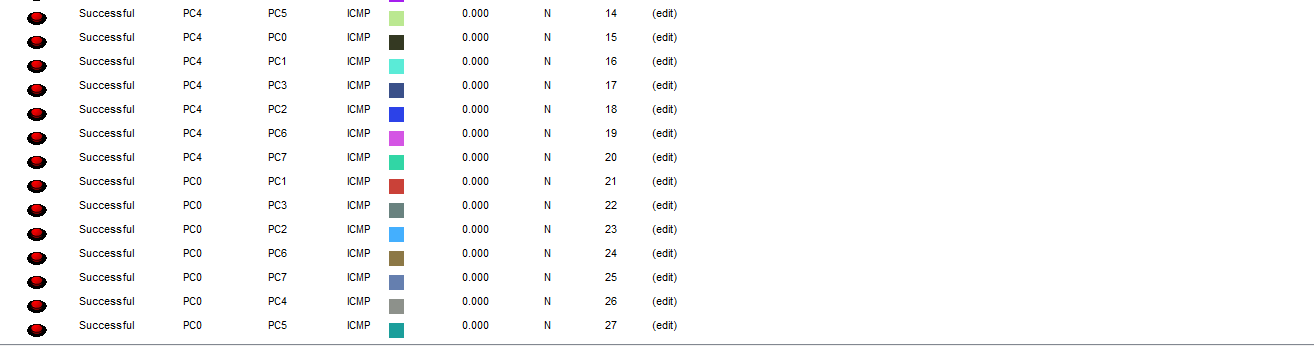 Successful PC4 PC5 ICMP 0.000 N 14 (edit)
Successful PC4 PC0 ICMP 0.000 N 15 (edit)
Successful PC4 PC1 ICMP 0.000 N 16 (edit)
Successful PC4 PC3 ICMP 0.000 N 17 (edit)
Successful PC4 PC2 ICMP 0.000 N 18 (edit)
Successful PC4 PC6 ICMP 0.000 N 19 (edit)
Successful PC4 PC7 ICMP 0.000 N 20 (edit)
Successful PC0 PC1 ICMP 0.000 N 21 (edit)
Successful PC0 PC3 ICMP 0.000 N 22 (edit)
Successful PC0 PC2 ICMP 0.000 N 23 (edit)
Successful PC0 PC6 ICMP 0.000 N 24 (edit)
Successful PC0 PC7 ICMP 0.000 N 25 (edit)
Successful PC0 PC4 ICMP 0.000 N 26 (edit)
Successful PC0 PC5 ICMP 0.000 N 27 (edit)